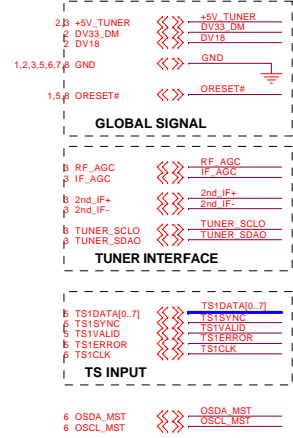 2,3 +5V_TUNER +5V_TUNER
2 DV33_DM DV33_DM
2 DV18 DV18
1,2,3,5,6,7,8 GND GND
1,5,8 ORESET# ORESET#
GLOBAL SIGNAL
3 RF_AGC RF_AGC
3 IF_AGC IF_AGC
3 2nd_IF+ 2nd_IF+
3 2nd_IF- 2nd_IF-
3 TUNER_SCLO TUNER_SCLO
3 TUNER_SDAO TUNER_SDAO
TUNER INTERFACE
5 TS1DATA[0..7] TS1DATA[0..7]
5 TS1SYNC TS1SYNC
5 TS1VALID TS1VALID
5 TS1ERROR TS1ERROR
5 TS1CLK TS1CLK
TS INPUT
6 OSDA_MST OSDA_MST
6 OSCL_MST OSCL_MST